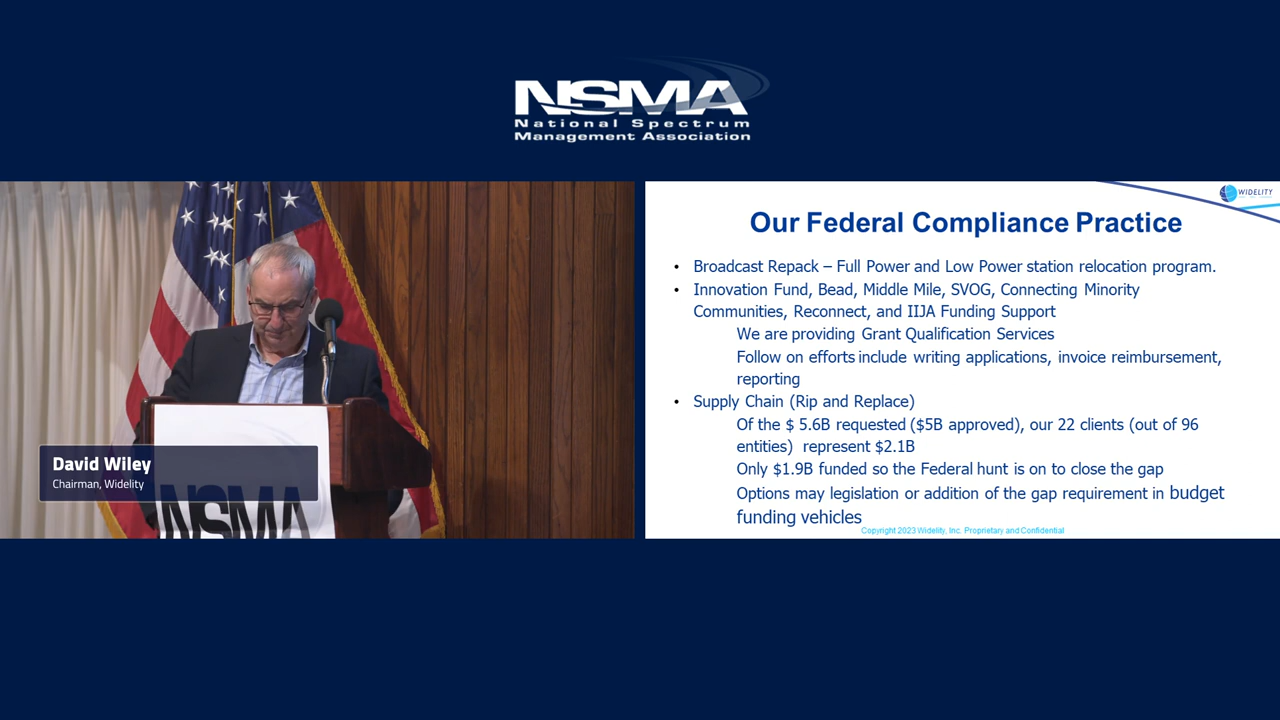 NSMA
National Spectrum
Management Association
WIDELITY
Our Federal Compliance Practice
• Broadcast Repack – Full Power and Low Power station relocation program.
• Innovation Fund, Bead, Middle Mile, SVOG, Connecting Minority
Communities, Reconnect, and IIJA Funding Support
We are providing Grant Qualification Services
Follow on efforts include writing applications, invoice reimbursement,
reporting
• Supply Chain (Rip and Replace)
Of the $ 5.6B requested ($5B approved), our 22 clients (out of 96
entities) represent $2.1B
Only $1.9B funded so the Federal hunt is on to close the gap
Options may legislation or addition of the gap requirement in budget
funding vehicles
Copyright 2023 Widelity, Inc. Proprietary and Confidential
David Wiley
Chairman, Widelity
NSMA